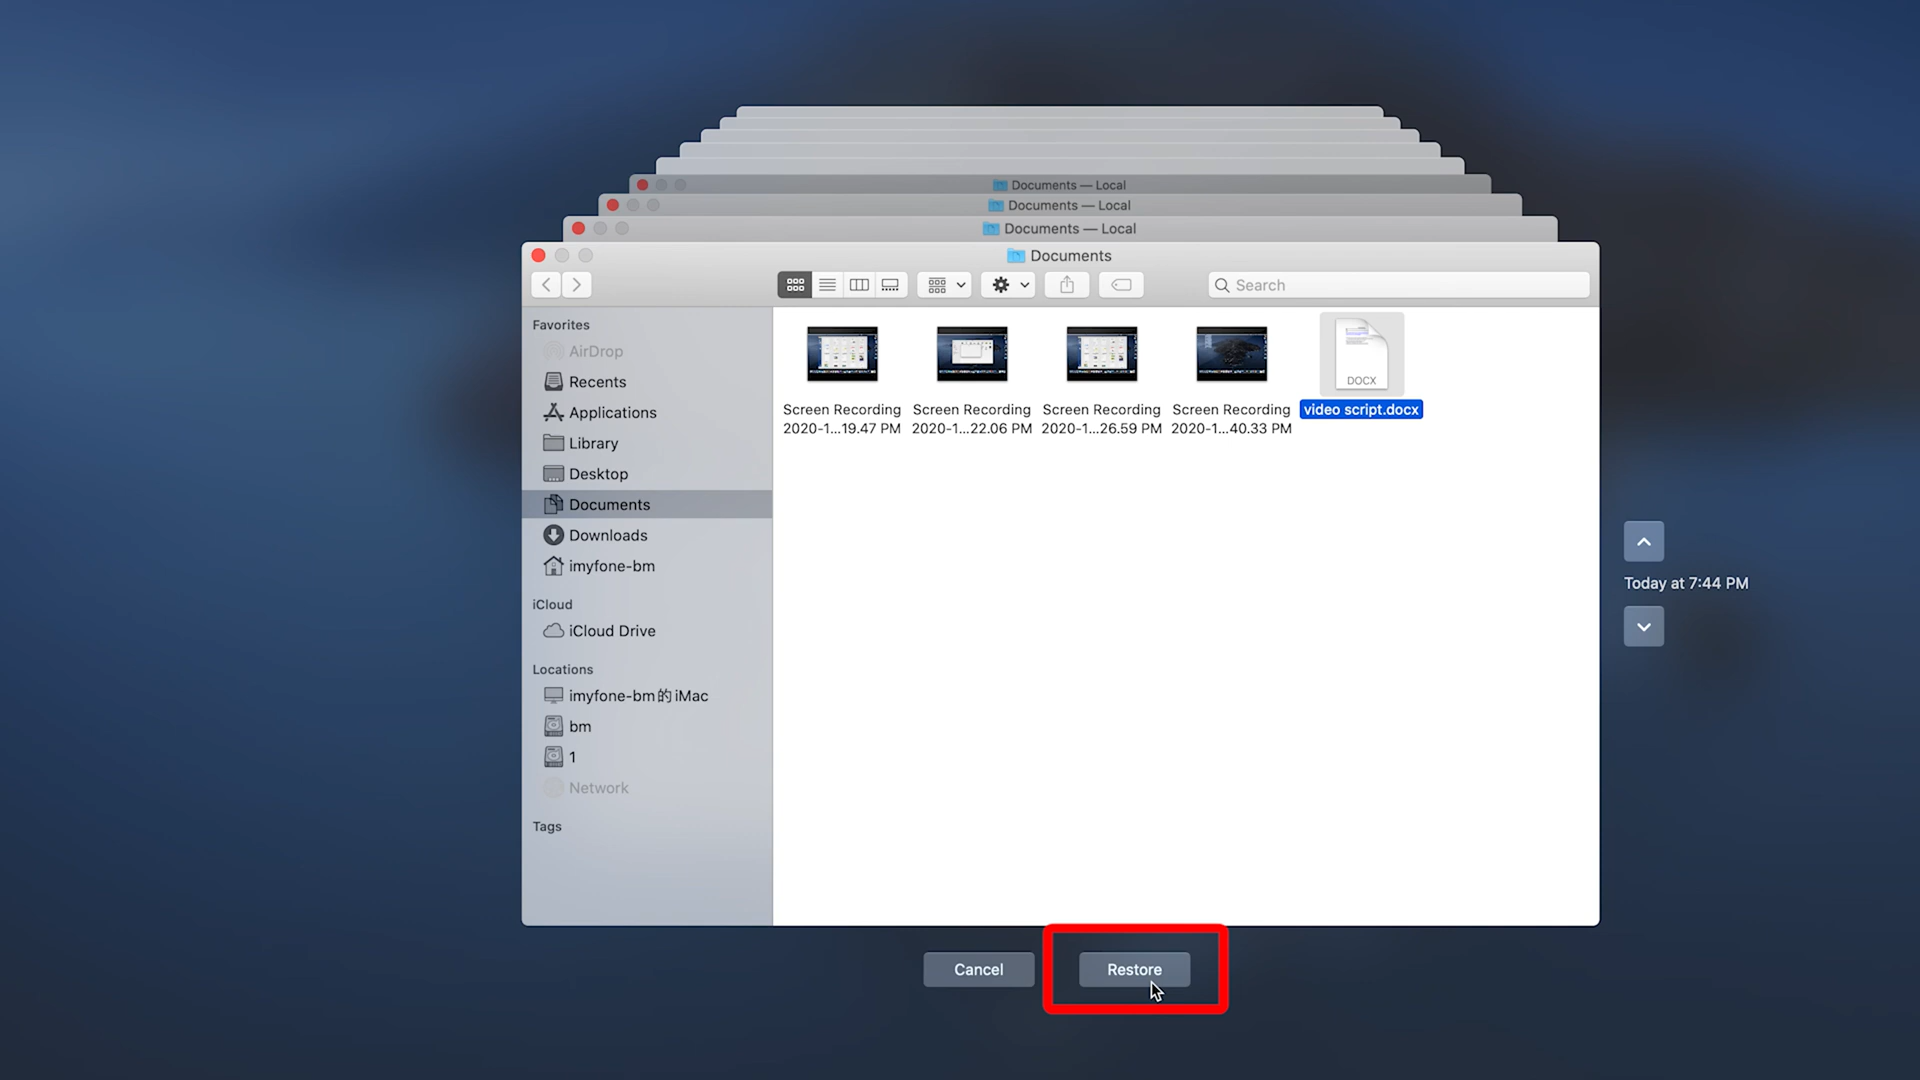 Documents — Local
Documents — Local
Documents — Local
Documents
Search
Favorites
AirDrop
Recents
Applications
Library
Desktop
Documents
Downloads
imyfone-bm
iCloud
iCloud Drive
Locations
imyfone-bm的iMac
bm
1
Network
Tags
Screen Recording
2020-1...19.47 PM
Screen Recording
2020-1...22.06 PM
Screen Recording
2020-1...26.59 PM
Screen Recording
2020-1...40.33 PM
DOCX
video script.docx
Today at 7:44 PM
Cancel
Restore